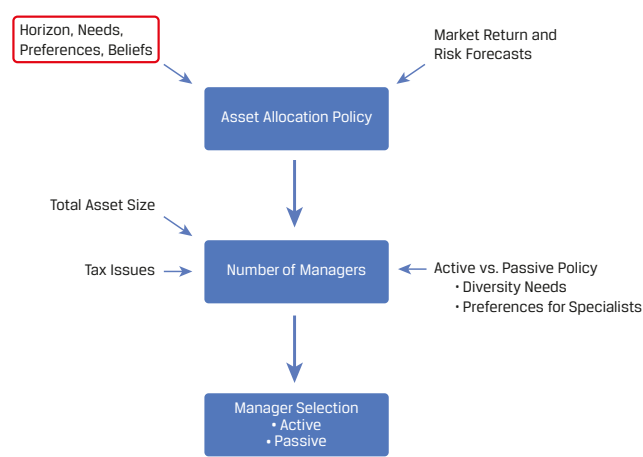 Horizon, Needs,
Preferences, Beliefs
Market Return and
Risk Forecasts
Asset Allocation Policy
Total Asset Size
Tax Issues
Number of Managers
Active vs. Passive Policy
• Diversity Needs
• Preferences for Specialists
Manager Selection
• Active
• Passive